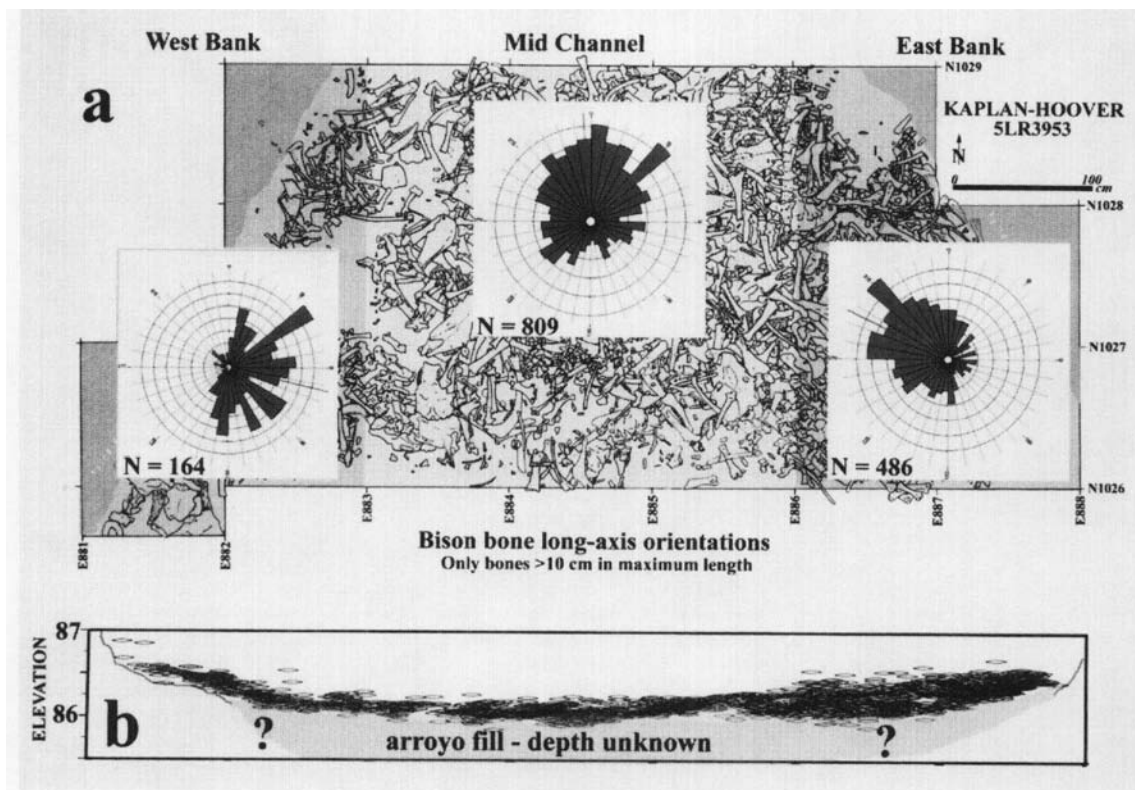 West Bank
Mid Channel
East Bank
a
N1029
KAPLAN-HOOVER
5LR3953
N
0 100
cm
N1028
N = 809
N1027
N = 164
N = 486
N1026
E881
E882
E883
E884
E885
E886
E887
E888
Bison bone long-axis orientations
Only bones >10 cm in maximum length
87
ELEVATION
86
b
?
arroyo fill - depth unknown
?